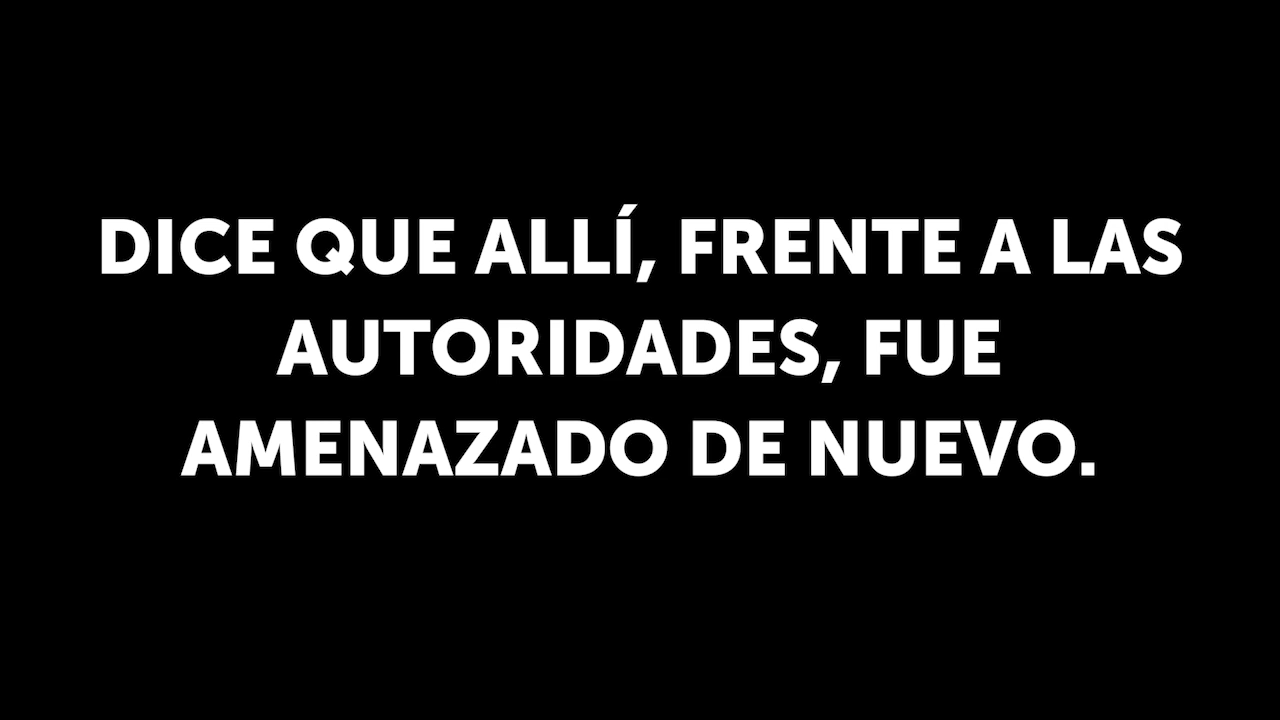 DICE QUE ALLÍ, FRENTE A LAS
AUTORIDADES, FUE
AMENAZADO DE NUEVO.